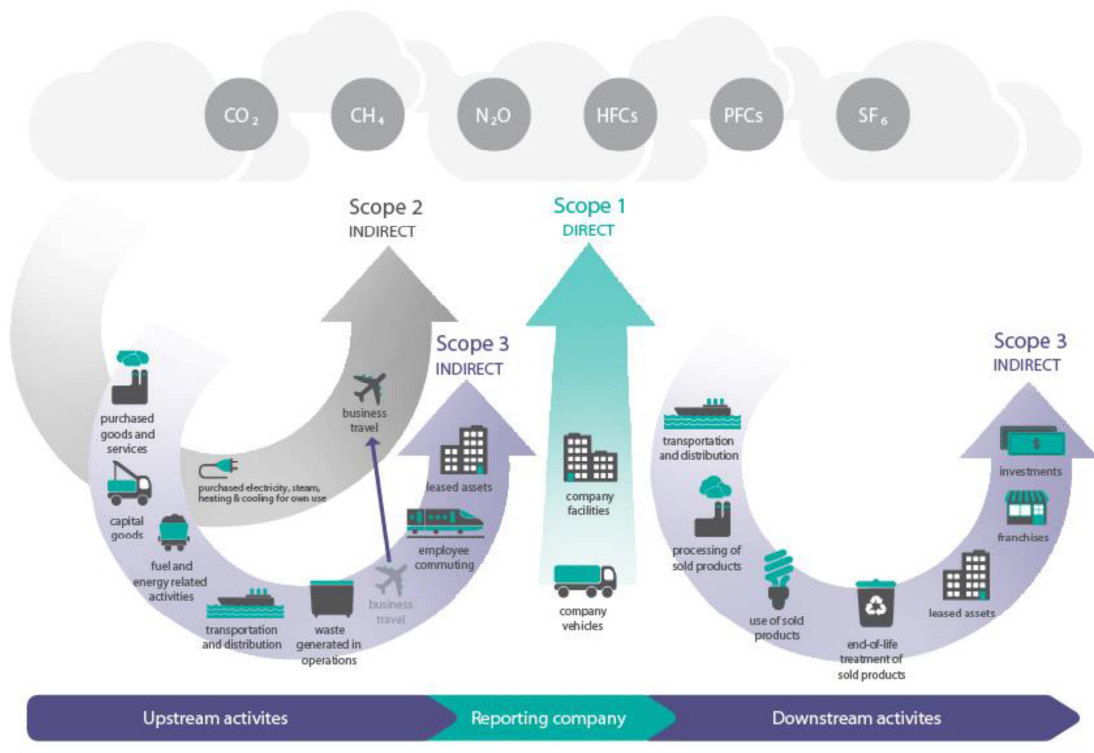 CO₂
CH₄
N₂O
HFCs
PFCs
SF₆
Scope 2
INDIRECT
Scope 1
DIRECT
Scope 3
INDIRECT
Scope 3
INDIRECT
purchased
goods and
services
capital
goods
fuel and
energy related
activities
purchased electricity, steam,
heating & cooling for own use
transportation
and distribution
waste
generated in
operations
business
travel
business
travel
employee
commuting
leased assets
company
facilities
company
vehicles
transportation
and distribution
processing of
sold products
use of sold
products
end-of-life
treatment of
sold products
leased assets
franchises
investments
$
Upstream activites
Reporting company
Downstream activites